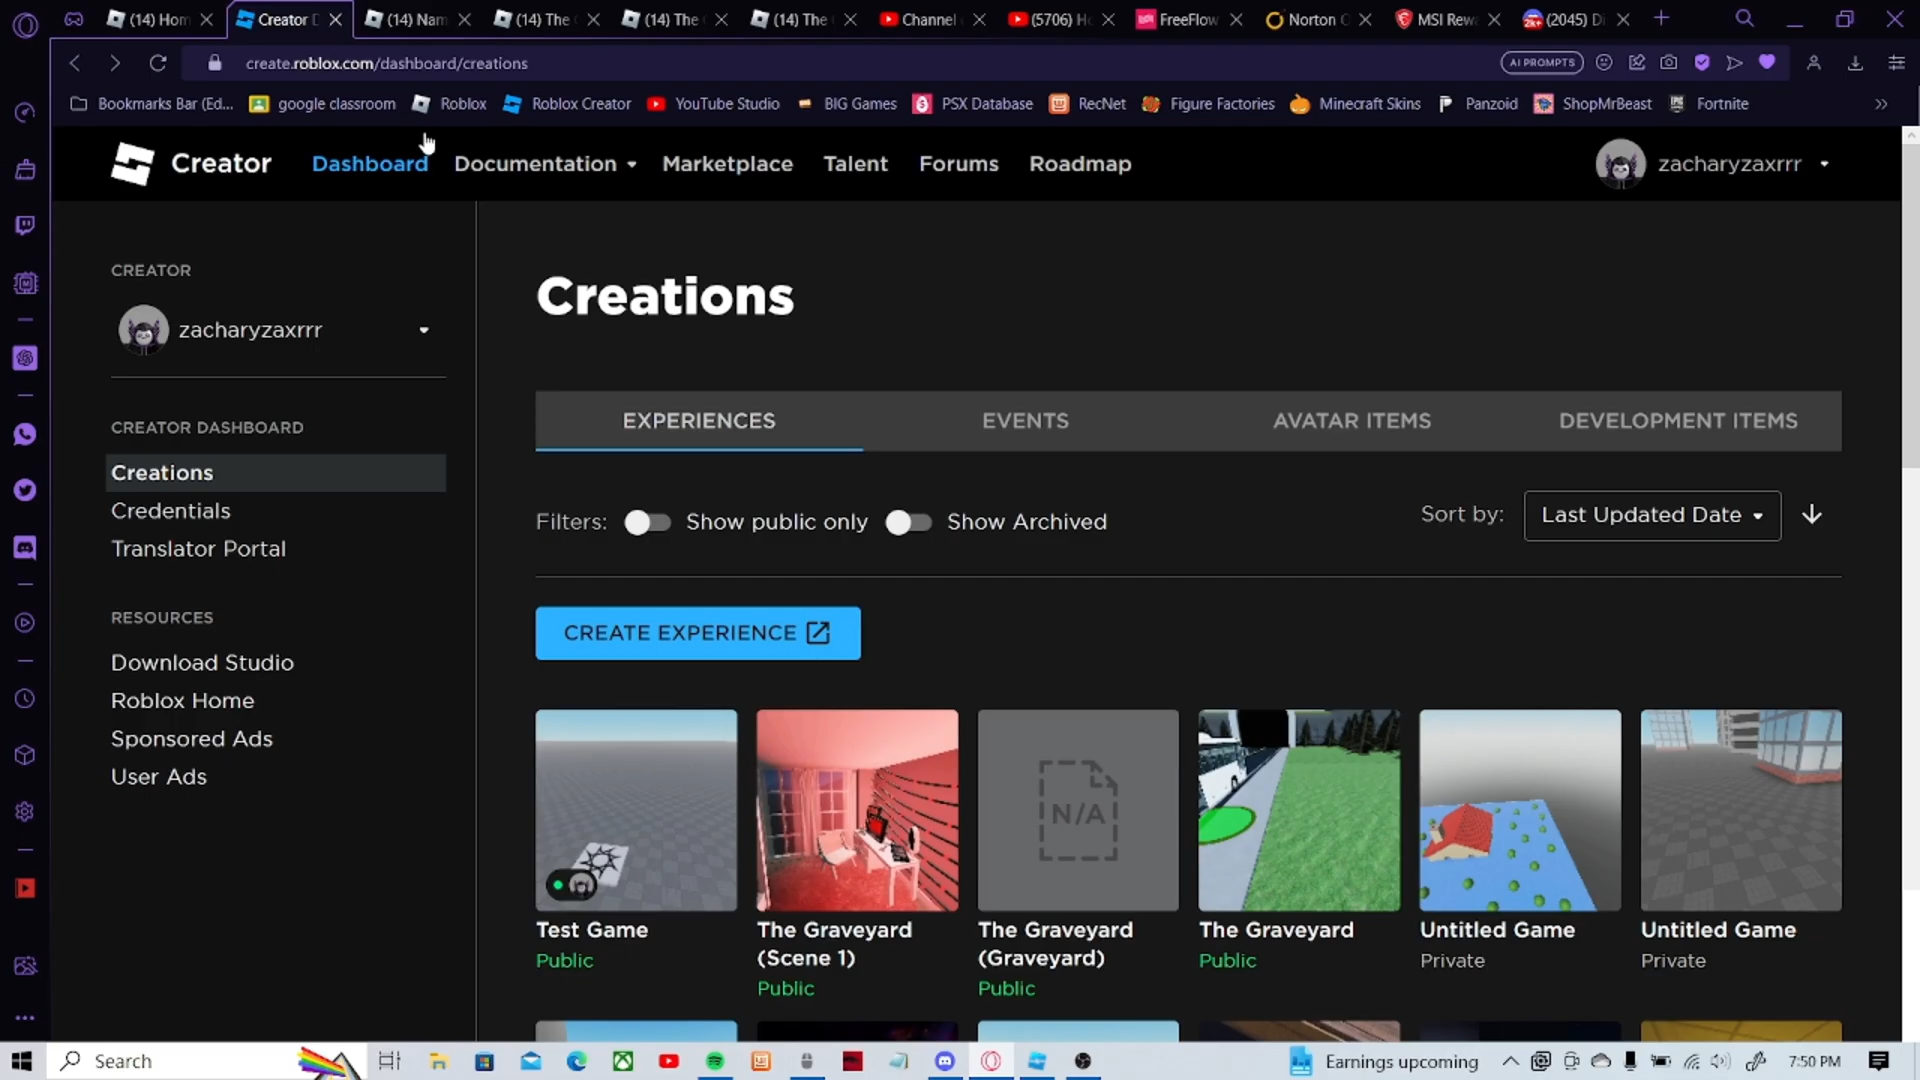 (14) Hom
Creator D
(14) Nam
(14) The
(14) The
(14) The
Channel
(5706) H
FreeFlow
Norton
MSI Rew
(2045) Di
create.roblox.com/dashboard/creations
AI PROMPTS
Bookmarks Bar (Ed...
google classroom
Roblox
Roblox Creator
YouTube Studio
BIG Games
PSX Database
RecNet
Figure Factories
Minecraft Skins
Panzoid
ShopMrBeast
Fortnite
Creator
Dashboard
Documentation
Marketplace
Talent
Forums
Roadmap
zacharyzaxrrr
CREATOR
zacharyzaxrrr
CREATOR DASHBOARD
Creations
Credentials
Translator Portal
RESOURCES
Download Studio
Roblox Home
Sponsored Ads
User Ads
Creations
EXPERIENCES
EVENTS
AVATAR ITEMS
DEVELOPMENT ITEMS
Filters:
Show public only
Show Archived
Sort by:
Last Updated Date
CREATE EXPERIENCE
N/A
Test Game
Public
The Graveyard
(Scene 1)
Public
The Graveyard
(Graveyard)
Public
The Graveyard
Public
Untitled Game
Private
Untitled Game
Private
Search
Earnings upcoming
7:50 PM